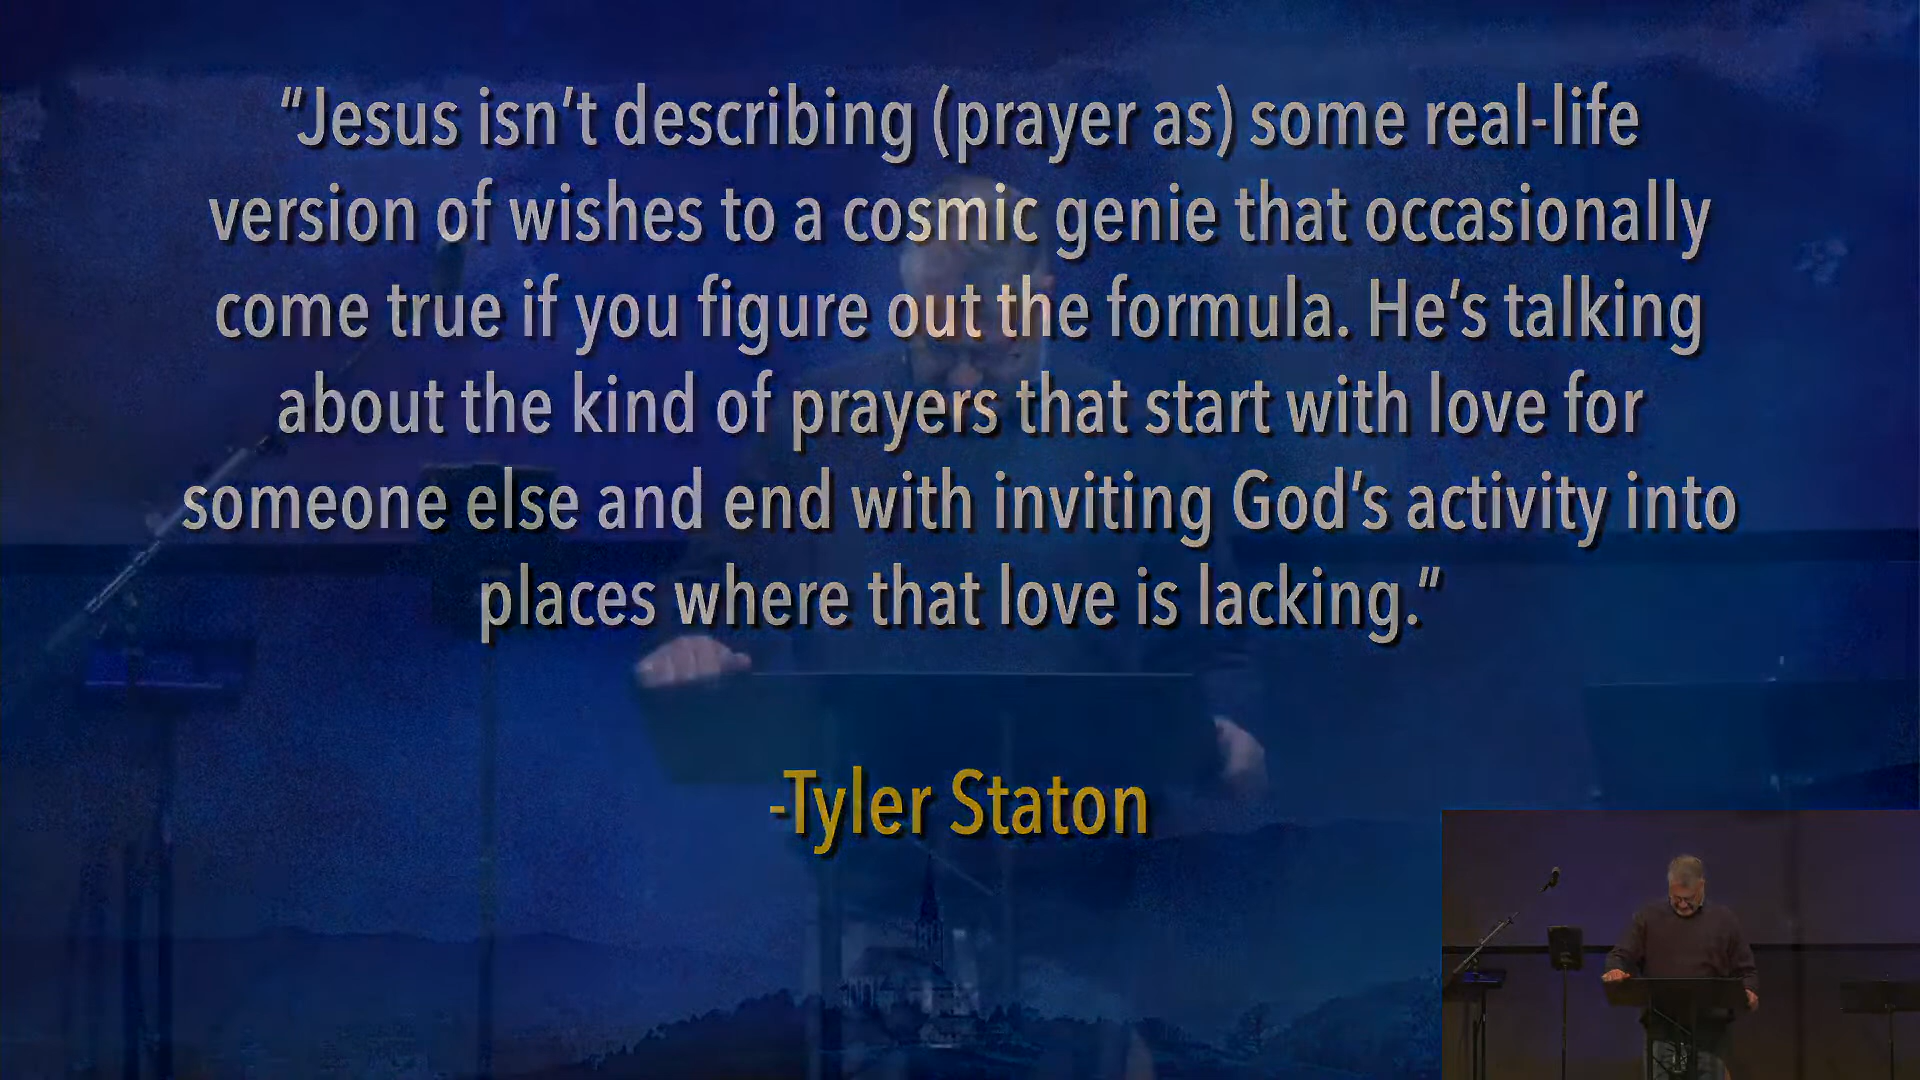 “Jesus isn’t describing (prayer as) some real-life
version of wishes to a cosmic genie that occasionally
come true if you figure out the formula. He’s talking
about the kind of prayers that start with love for
someone else and end with inviting God’s activity into
places where that love is lacking.”
-Tyler Staton